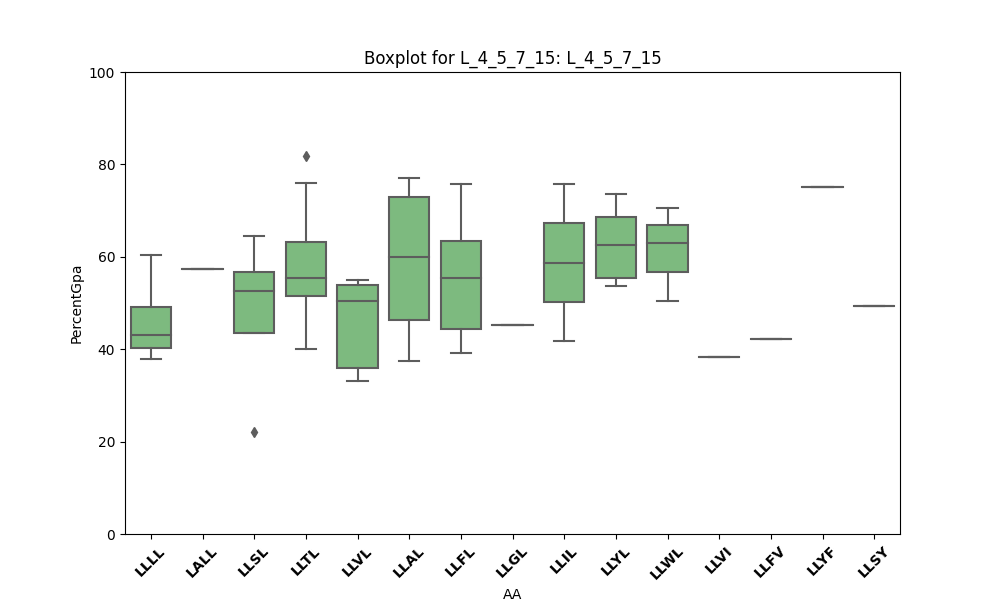 Boxplot for L_4_5_7_15: L_4_5_7_15
100
80
60
40
20
0
PercentGpa
LLLL LALL LLSL LLTL LLVL LLAL LLFL LLGL LLIL LLYL LLWL LLVI LLFV LLYF LLSY
AA